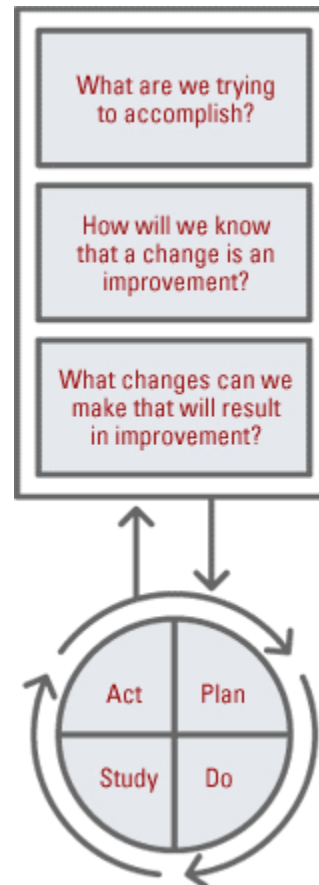 What are we trying
to accomplish?
How will we know
that a change is an
improvement?
What changes can we
make that will result
in improvement?
Act
Plan
Study
Do